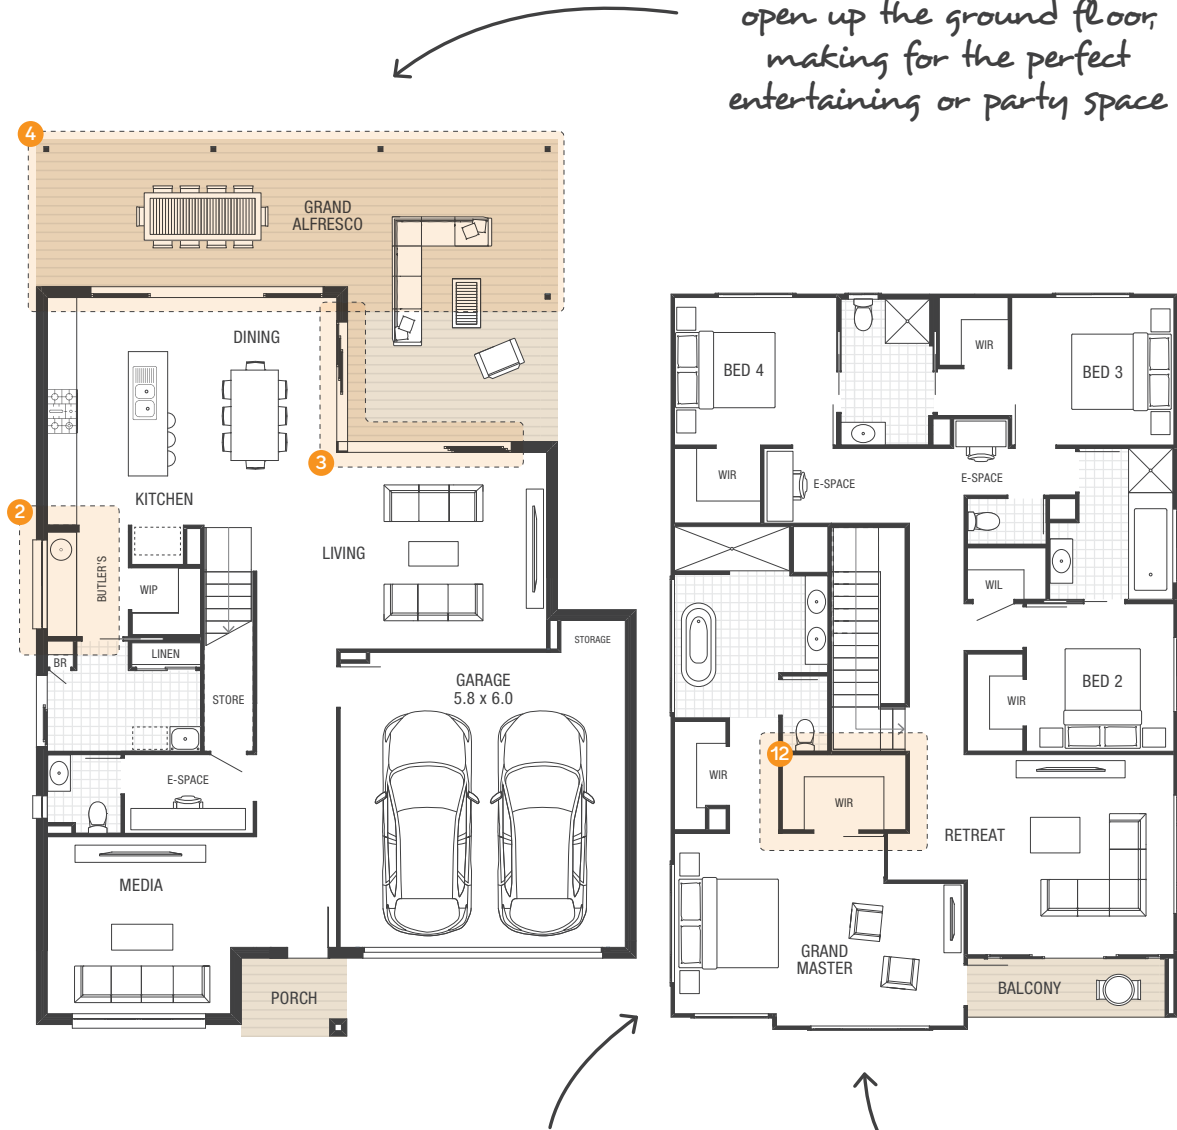 open up the ground floor,
making for the perfect
entertaining or party space
4
GRAND
ALFRESCO
DINING
3
KITCHEN
2
BUTLER'S
LIVING
WIP
LINEN
BR
STORAGE
GARAGE
5.8 x 6.0
STORE
E-SPACE
MEDIA
PORCH
BED 4
WIR
BED 3
WIR
E-SPACE
E-SPACE
WIL
BED 2
WIR
12
WIR
WIR
RETREAT
GRAND
MASTER
BALCONY